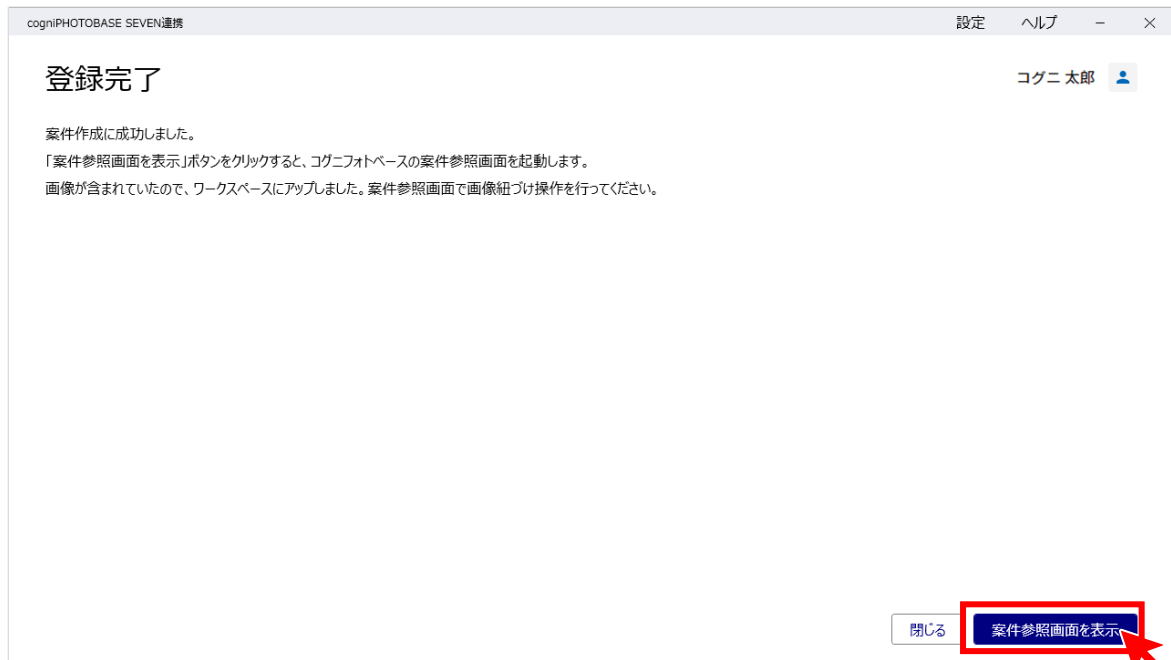 cogniPHOTOBASE SEVEN連携 設定 ヘルプ
登録完了
コグニ 太郎
案件作成に成功しました。
「案件参照画面を表示」ボタンをクリックすると、コグニフォトベースの案件参照画面を起動します。
画像が含まれていたので、ワークスペースにアップしました。案件参照画面で画像紐づけ操作を行ってください。
閉じる 案件参照画面を表示